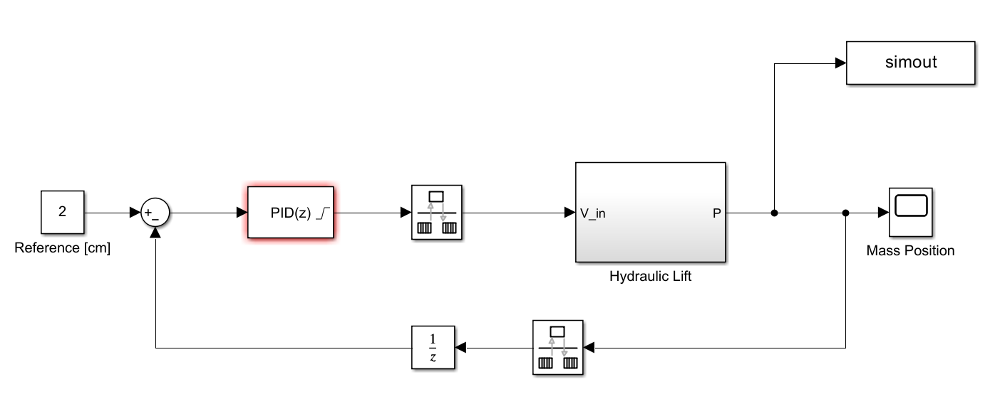 simout
2
Reference [cm]
+
−
PID(z)
V_in
P
Hydraulic Lift
Mass Position
1
z